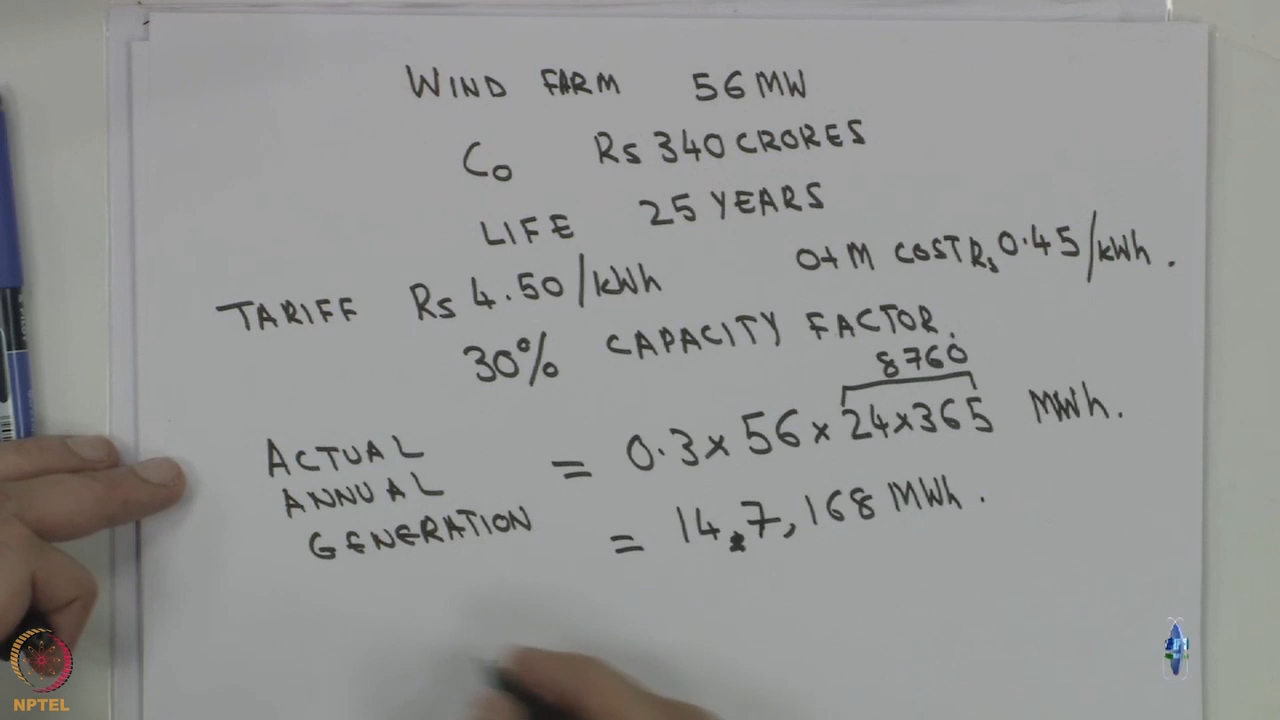 WIND FARM 56 MW
C₀ Rs 340 CRORES
LIFE 25 YEARS
O+M COST Rs 0.45/kWh.
TARIFF Rs 4.50/kWh
30% CAPACITY FACTOR.
8760
ACTUAL ANNUAL GENERATION = 0.3×56×24×365 MWh.
= 14,7,168 MWh.
NPTEL